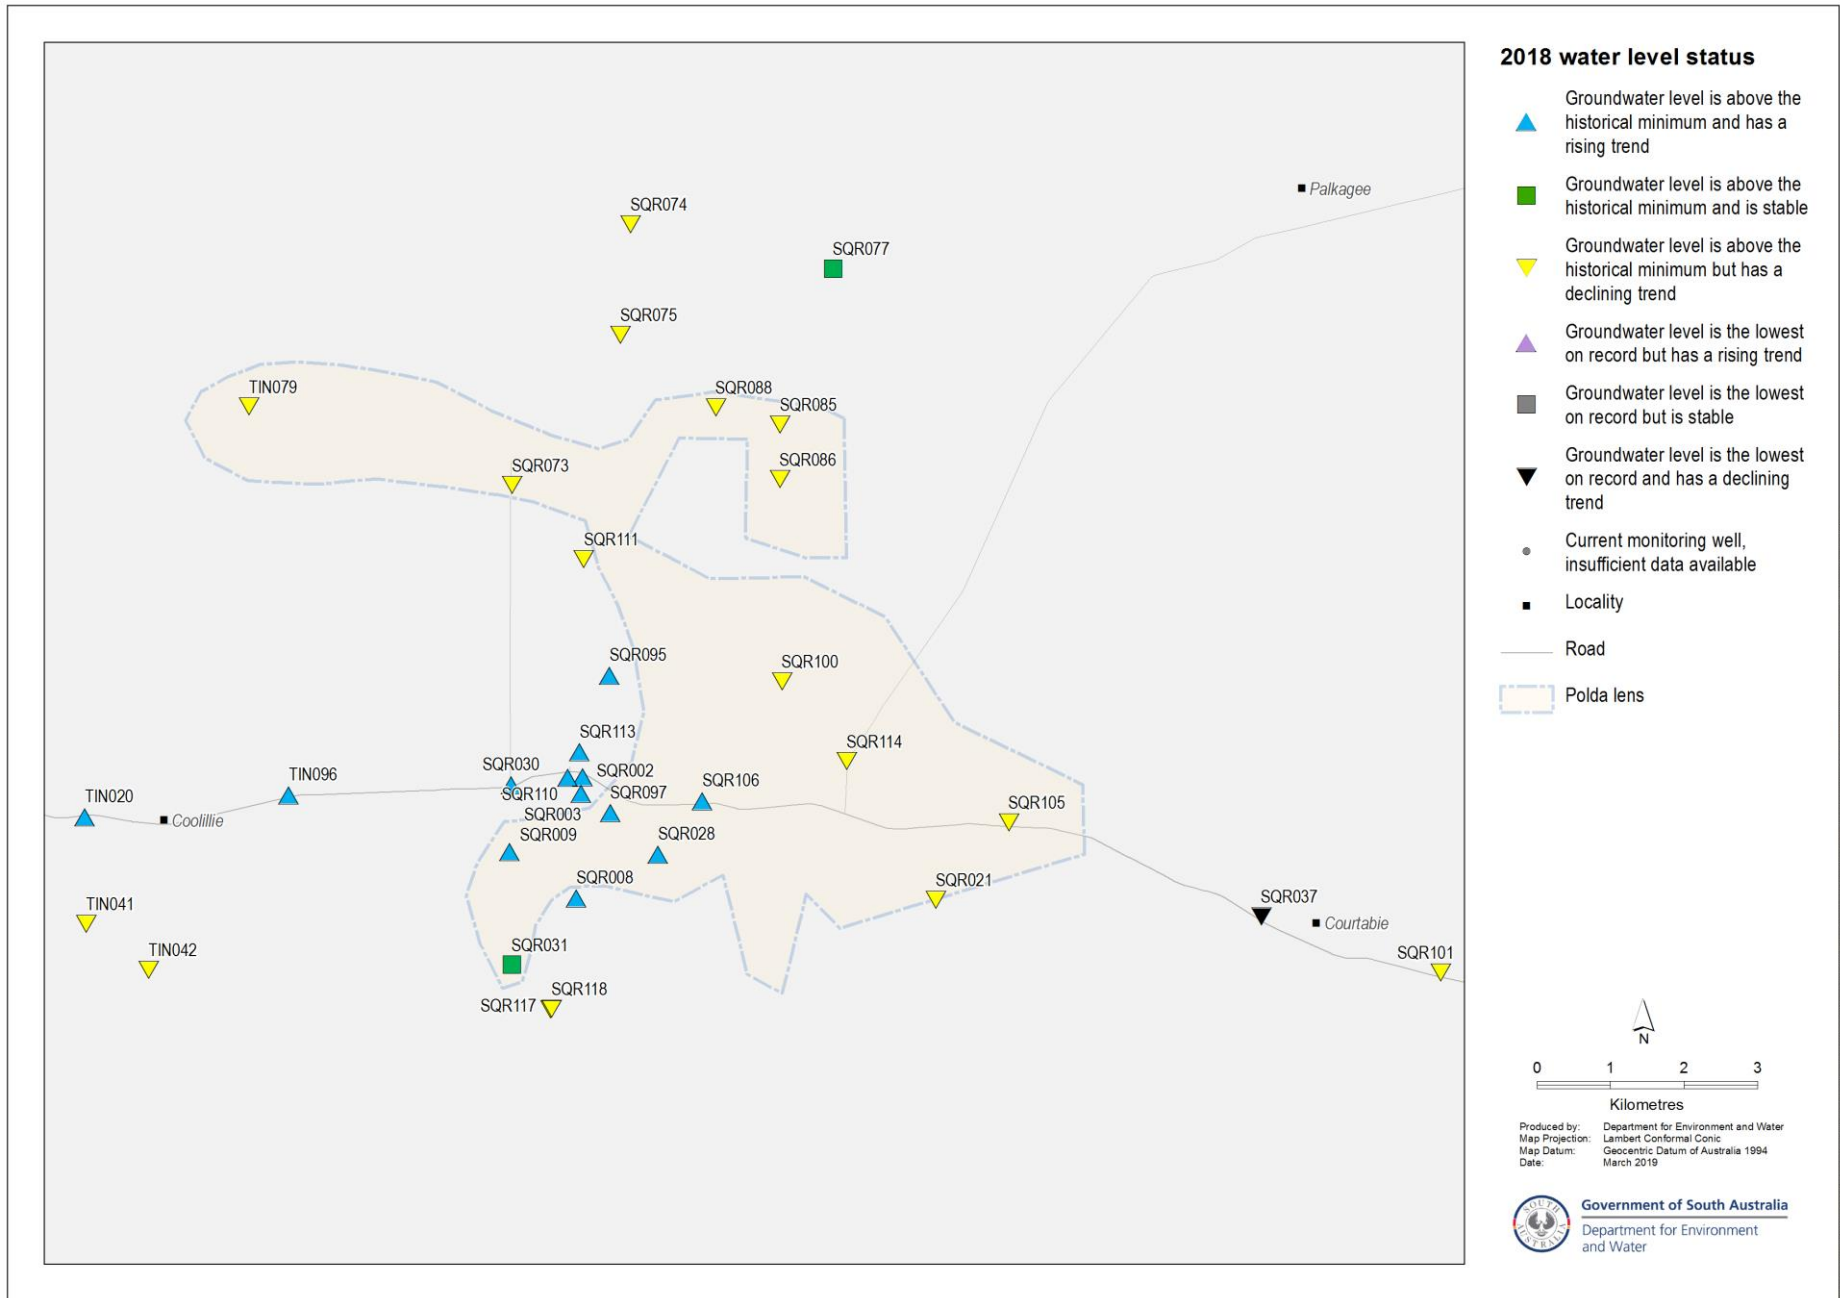 2018 water level status
Groundwater level is above the
historical minimum and has a
rising trend
Groundwater level is above the
historical minimum and is stable
Groundwater level is above the
historical minimum but has a
declining trend
Groundwater level is the lowest
on record but has a rising trend
Groundwater level is the lowest
on record but is stable
Groundwater level is the lowest
on record and has a declining
trend
Current monitoring well,
insufficient data available
Locality
Road
Polda lens
Palkagee
SQR074
SQR077
SQR075
TIN079
SQR088
SQR085
SQR086
SQR073
SQR111
SQR095
SQR100
SQR113
SQR114
SQR030
SQR002
TIN096
SQR106
SQR110
SQR097
TIN020
SQR003
SQR105
Coolillie
SQR009
SQR028
SQR008
SQR021
SQR037
TIN041
Courtabie
SQR031
TIN042
SQR101
SQR118
SQR117
N
0 1 2 3
Kilometres
Produced by: Department for Environment and Water
Map Projection: Lambert Conformal Conic
Map Datum: Geocentric Datum of Australia 1994
Date: March 2019
SOUTH
AUSTRALIA
Government of South Australia
Department for Environment
and Water